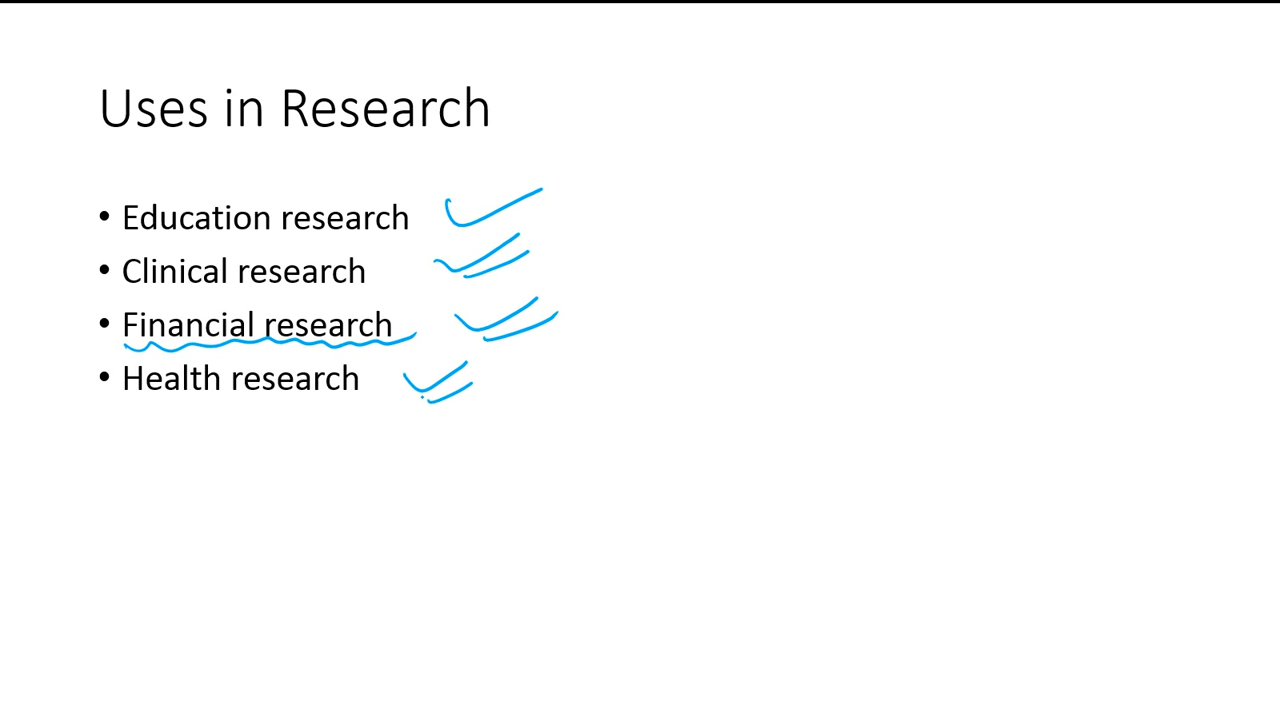 Uses in Research
• Education research
• Clinical research
• Financial research
• Health research